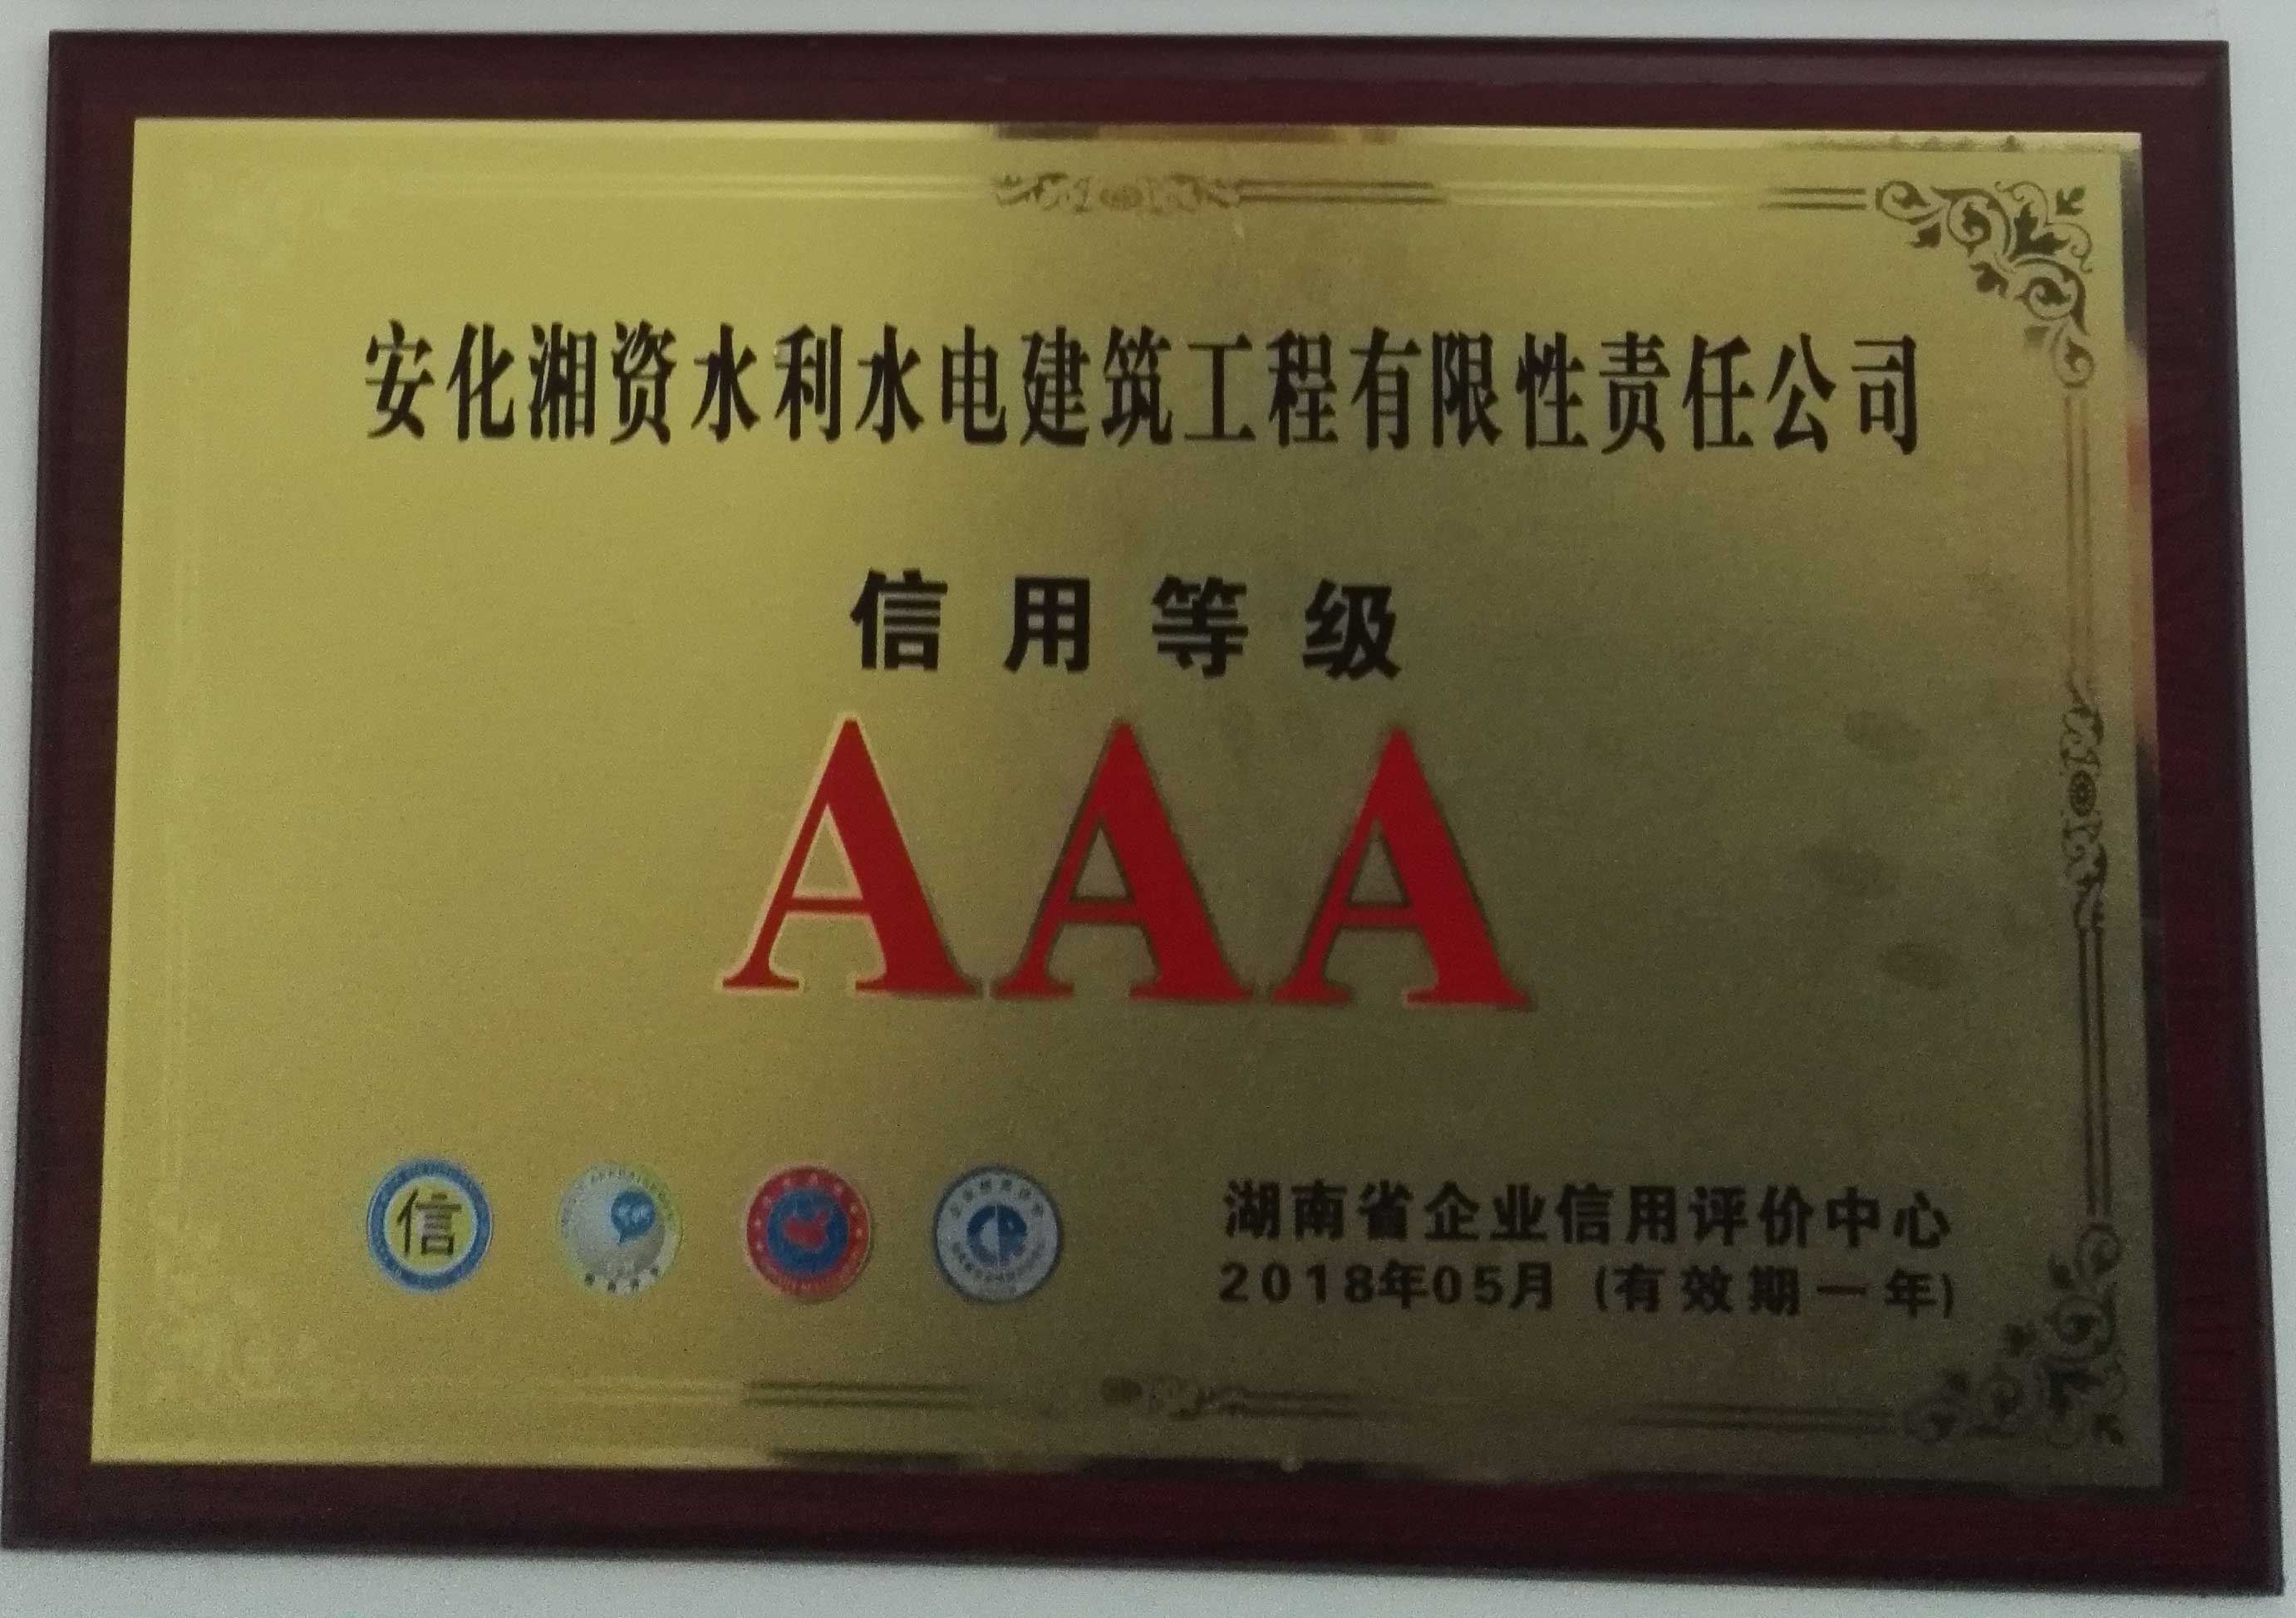 安化湘资水利水电建筑工程有限性责任公司
信用等级
AAA
信
湖南省企业信用评价中心
2018年05月 (有效期一年)